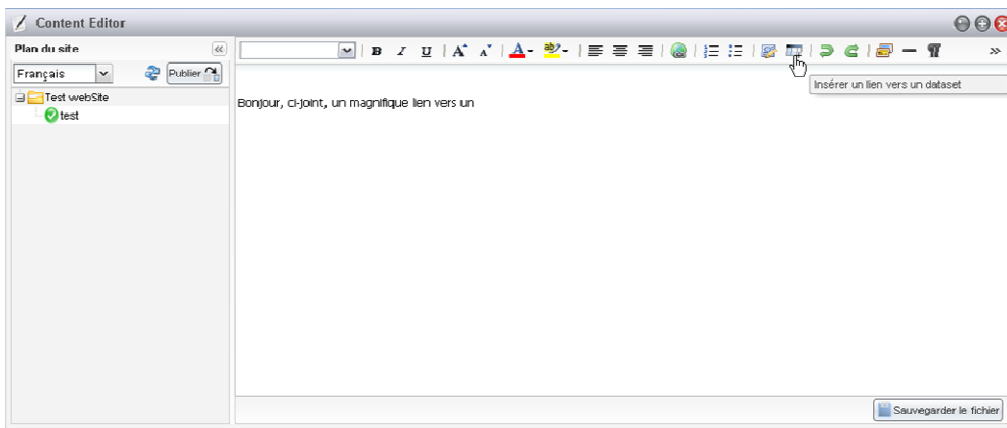 Content Editor
Plan du site
Français
Publier
Test webSite
test
B I U A A A ab
Insérer un lien vers un dataset
Bonjour, ci-joint, un magnifique lien vers un
Sauvegarder le fichier